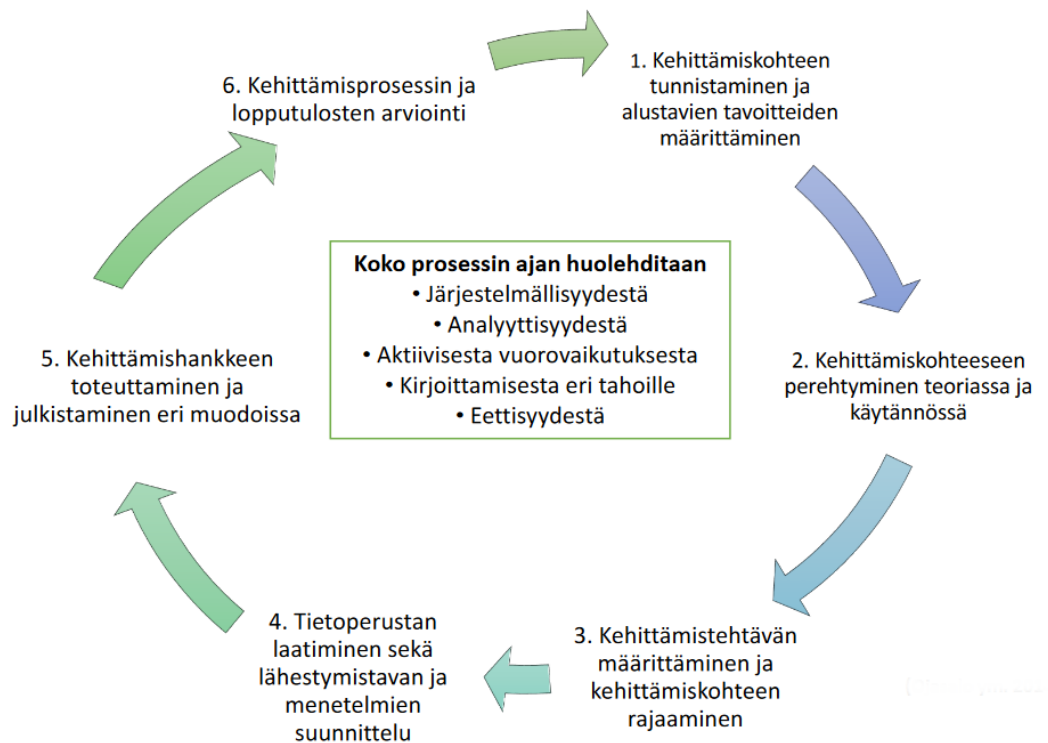 1. Kehittämiskohteen
tunnistaminen ja
alustavien tavoitteiden
määrittäminen
2. Kehittämiskohteeseen
perehtyminen teoriassa ja
käytännössä
3. Kehittämistehtävän
määrittäminen ja
kehittämiskohteen
rajaaminen
4. Tietoperustan
laatiminen sekä
lähestymistavan ja
menetelmien
suunnittelu
5. Kehittämishankkeen
toteuttaminen ja
julkistaminen eri muodoissa
6. Kehittämisprosessin ja
lopputulosten arviointi
Koko prosessin ajan huolehditaan
• Järjestelmällisyydestä
• Analyyttisyydestä
• Aktiivisesta vuorovaikutuksesta
• Kirjoittamisesta eri tahoille
• Eettisyydestä